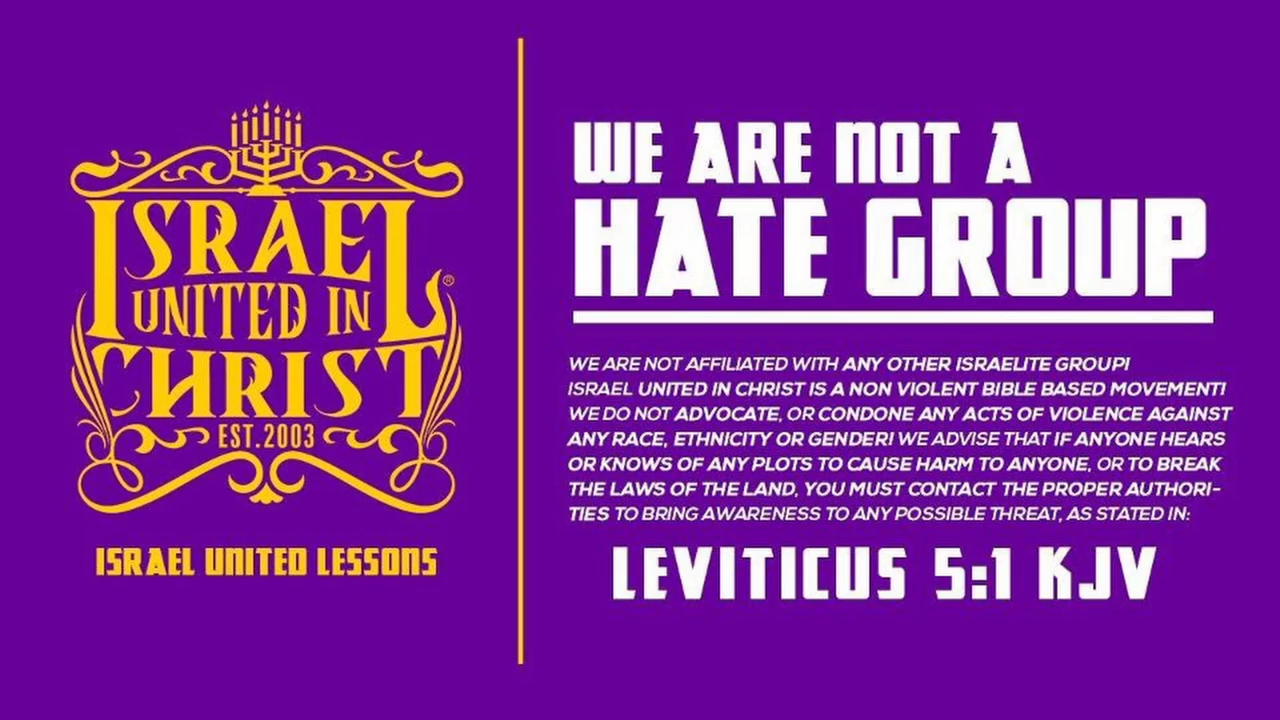 ISRAEL
UNITED IN
CHRIST
®
EST.2003
ISRAEL UNITED LESSONS
WE ARE NOT A
HATE GROUP
WE ARE NOT AFFILIATED WITH ANY OTHER ISRAELITE GROUP!
ISRAEL UNITED IN CHRIST IS A NON VIOLENT BIBLE BASED MOVEMENT!
WE DO NOT ADVOCATE, OR CONDONE ANY ACTS OF VIOLENCE AGAINST
ANY RACE, ETHNICITY OR GENDER! WE ADVISE THAT IF ANYONE HEARS
OR KNOWS OF ANY PLOTS TO CAUSE HARM TO ANYONE, OR TO BREAK
THE LAWS OF THE LAND, YOU MUST CONTACT THE PROPER AUTHORI-
TIES TO BRING AWARENESS TO ANY POSSIBLE THREAT, AS STATED IN:
LEVITICUS 5:1 KJV